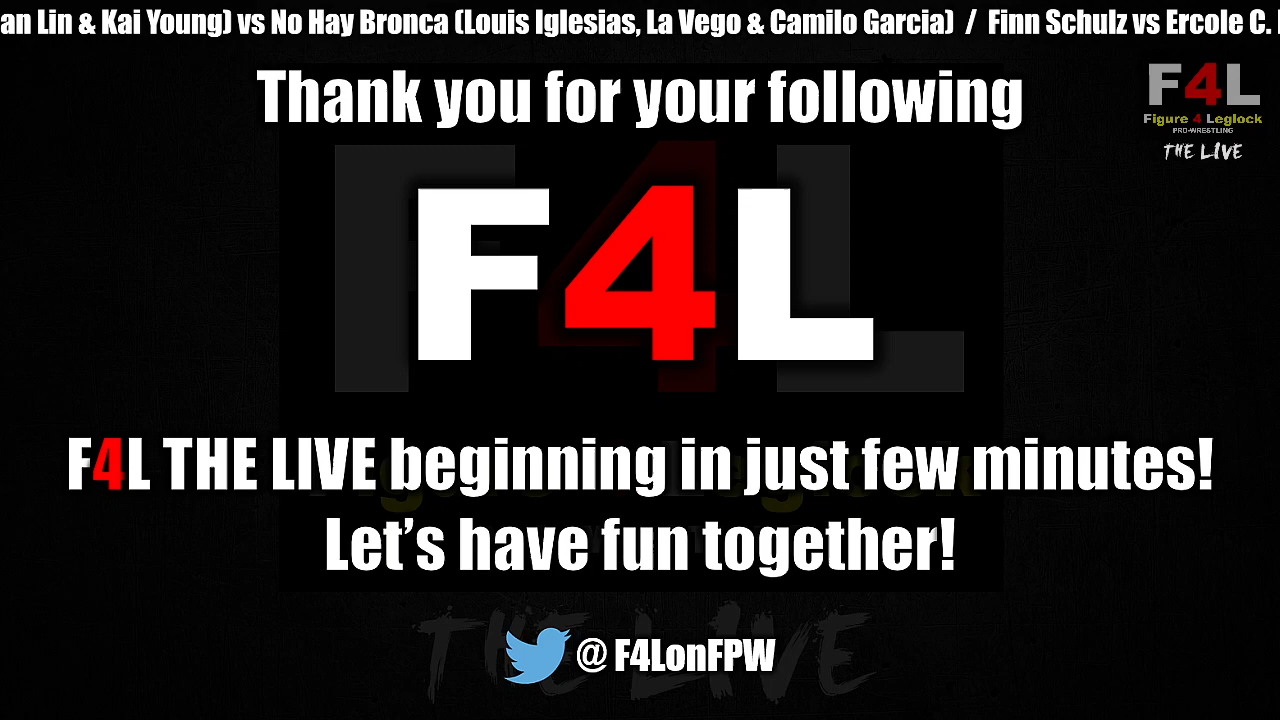 an Lin & Kai Young) vs No Hay Bronca (Louis Iglesias, La Vego & Camilo Garcia) / Finn Schulz vs Ercole C.
Thank you for your following
F4L
Figure 4 Leglock
PRO-WRESTLING
THE LIVE
F4L
F4L THE LIVE beginning in just few minutes!
Let's have fun together!
THE LIVE
@ F4LonFPW